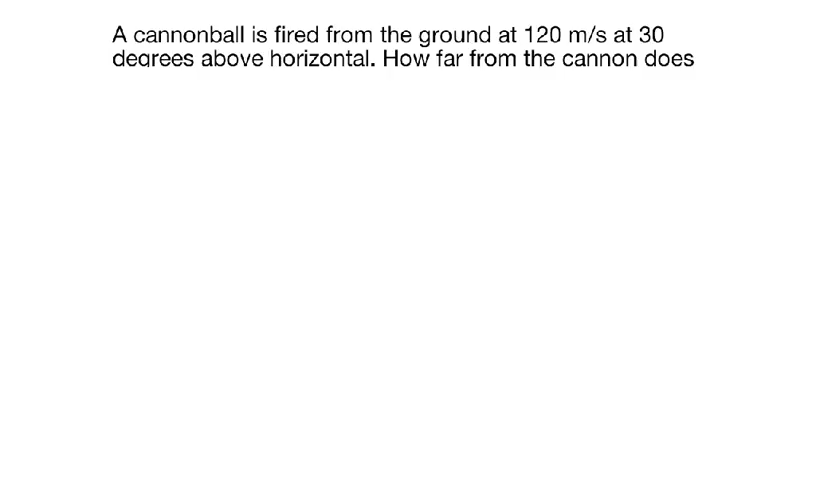 A cannonball is fired from the ground at 120 m/s at 30
degrees above horizontal. How far from the cannon does